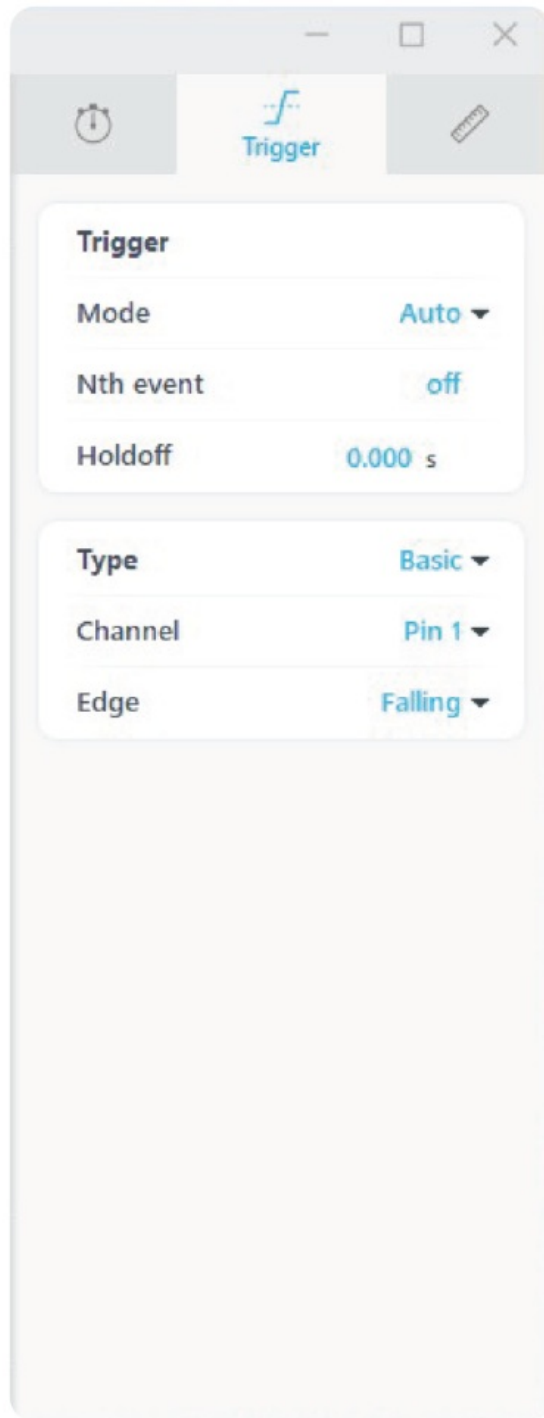 Trigger
Trigger
Mode Auto
Nth event off
Holdoff 0.000 s
Type Basic
Channel Pin 1
Edge Falling